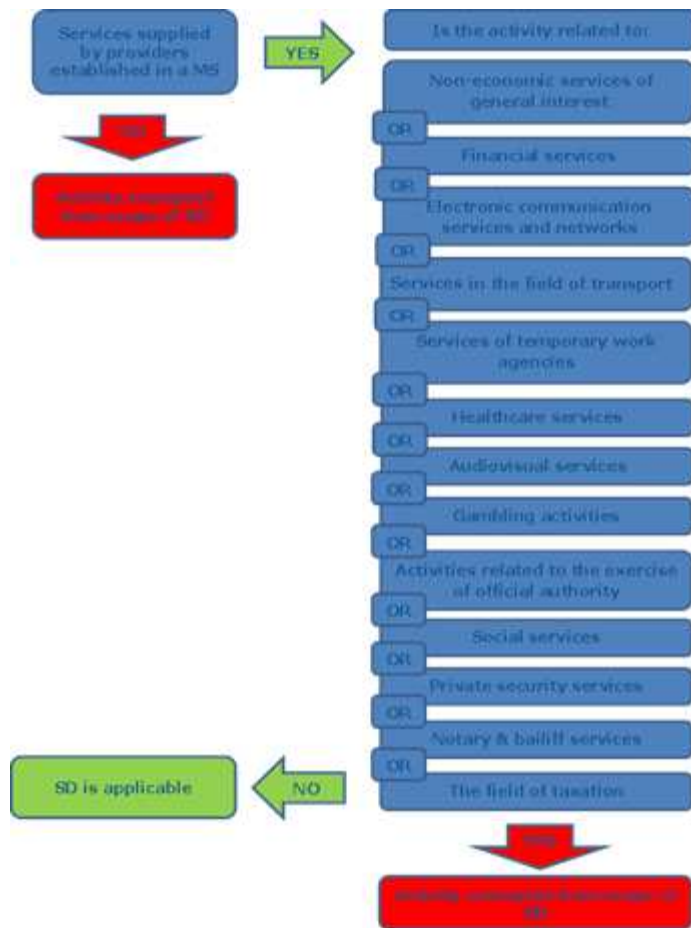 Services supplied
by providers
established in a MS
YES
Is the activity related to:
Non-economic services of
general interest
OR
Financial services
OR
Electronic communication
services and networks
OR
Services in the field of transport
OR
Services of temporary work
agencies
OR
Healthcare services
OR
Audiovisual services
OR
Gambling activities
OR
Activities related to the exercise
of official authority
OR
Social services
OR
Private security services
OR
Notary & bailiff services
OR
The field of taxation
NO
SD is applicable